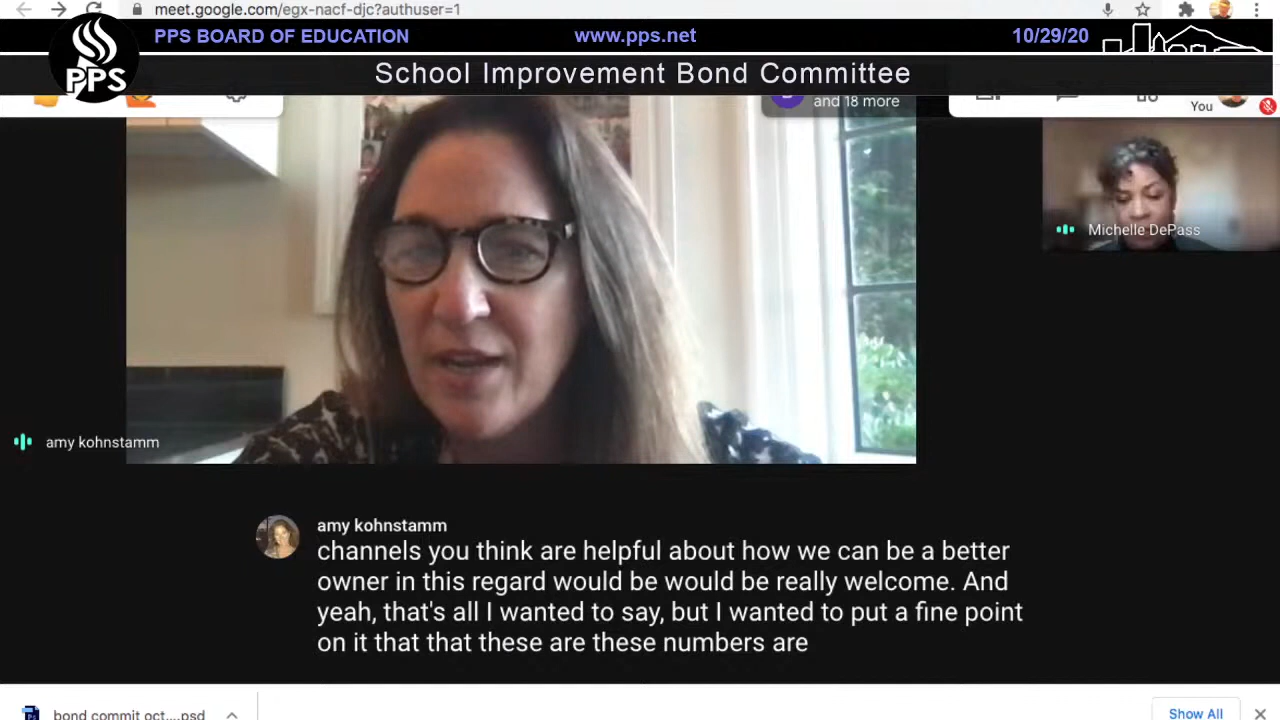 meet.google.com/egx-nacf-djc?authuser=1
PPS BOARD OF EDUCATION
www.pps.net
10/29/20
PPS
School Improvement Bond Committee
and 18 more
You
Michelle DePass
amy kohnstamm
amy kohnstamm
channels you think are helpful about how we can be a better
owner in this regard would be would be really welcome. And
yeah, that's all I wanted to say, but I wanted to put a fine point
on it that that these are these numbers are
bond commit oct....psd
Show All